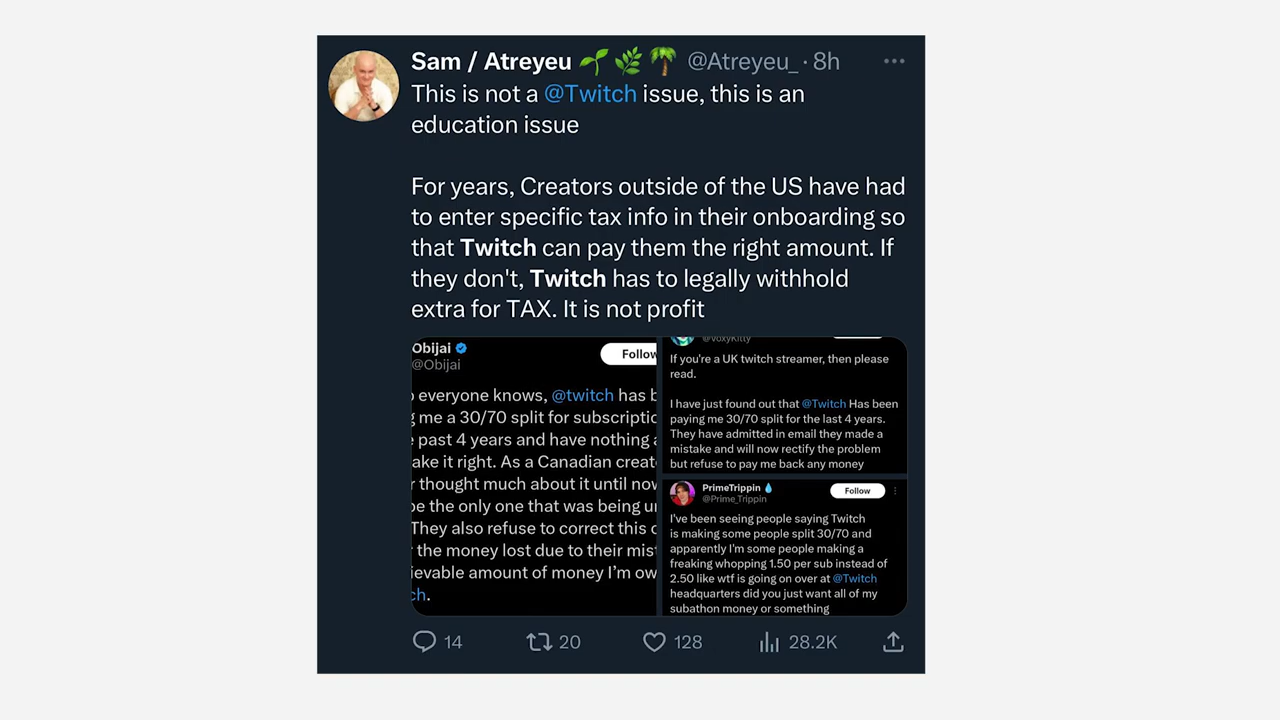 Sam / Atreyeu 🌱🌿🌴 @Atreyeu_ · 8h
This is not a @Twitch issue, this is an
education issue
For years, Creators outside of the US have had
to enter specific tax info in their onboarding so
that Twitch can pay them the right amount. If
they don't, Twitch has to legally withhold
extra for TAX. It is not profit
Obijai
Follow
@Obijai
everyone knows, @twitch has
me a 30/70 split for
past 4 years and have nothing
it right. As a Canadian
thought much about it until
the only one that was being
They also refuse to correct this
the money lost due to their
amount of money I'm
@VoxyKitty
If you're a UK twitch streamer, then please
read.
I have just found out that @Twitch Has been
paying me 30/70 split for the last 4 years.
They have admitted in email they made a
mistake and will now rectify the problem
but refuse to pay me back any money
PrimeTrippin 💧
Follow
@Prime_Trippin
I've been seeing people saying Twitch
is making some people split 30/70 and
apparently I'm some people making a
freaking whopping 1.50 per sub instead of
2.50 like wtf is going on over at @Twitch
headquarters did you just want all of my
subathon money or something
14 20 128 28.2K